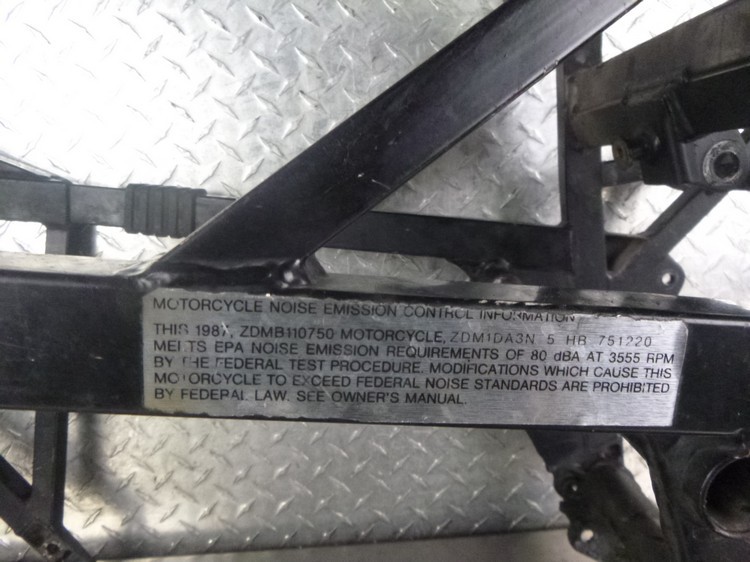 MOTORCYCLE NOISE EMISSION CONTROL INFORMATION
THIS 1987, ZDMB110750 MOTORCYCLE, ZDM1DA3N 5 HB 751220
MEETS EPA NOISE EMISSION REQUIREMENTS OF 80 dBA AT 3555 RPM
BY THE FEDERAL TEST PROCEDURE. MODIFICATIONS WHICH CAUSE THIS
MOTORCYCLE TO EXCEED FEDERAL NOISE STANDARDS ARE PROHIBITED
BY FEDERAL LAW. SEE OWNER'S MANUAL.